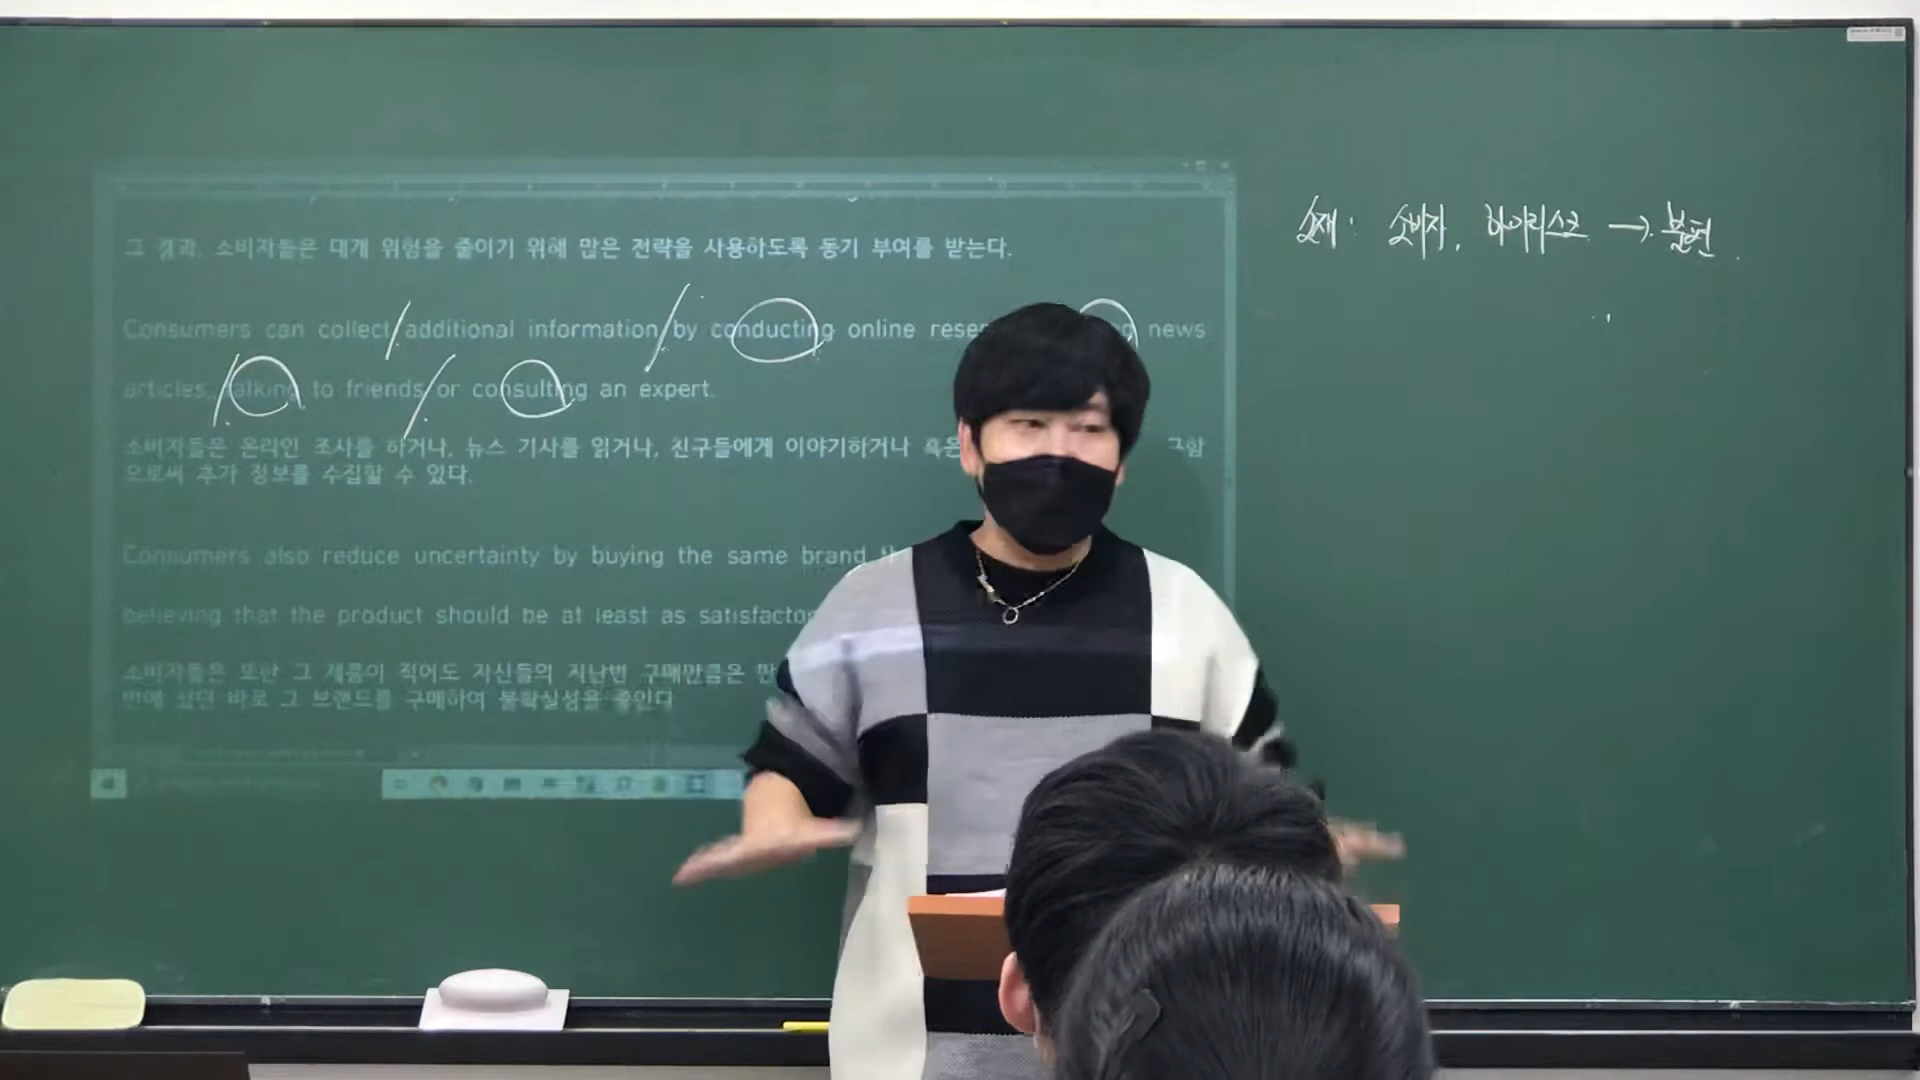 그 결과, 소비자들은 대개 위험을 줄이기 위해 많은 전략을 사용하도록 동기 부여를 받는다.
Consumers can collect additional information by conducting online news
articles, talking to friends or consulting an expert.
소비자들은 온라인 조사를 하거나, 뉴스 기사를 읽거나, 친구들에게 이야기하거나 혹은 구함
으로써 추가 정보를 수집할 수 있다.
Consumers also reduce uncertainty by buying the same brand
believing that the product should be at least as
소비자들은 또한 그 제품이 적어도 자신들의 지난번 구매만큼은
번에 샀던 바로 그 브랜드를 구매하여 불확실성을 줄인다
소재: 소비자, 하이리스크 → 불편